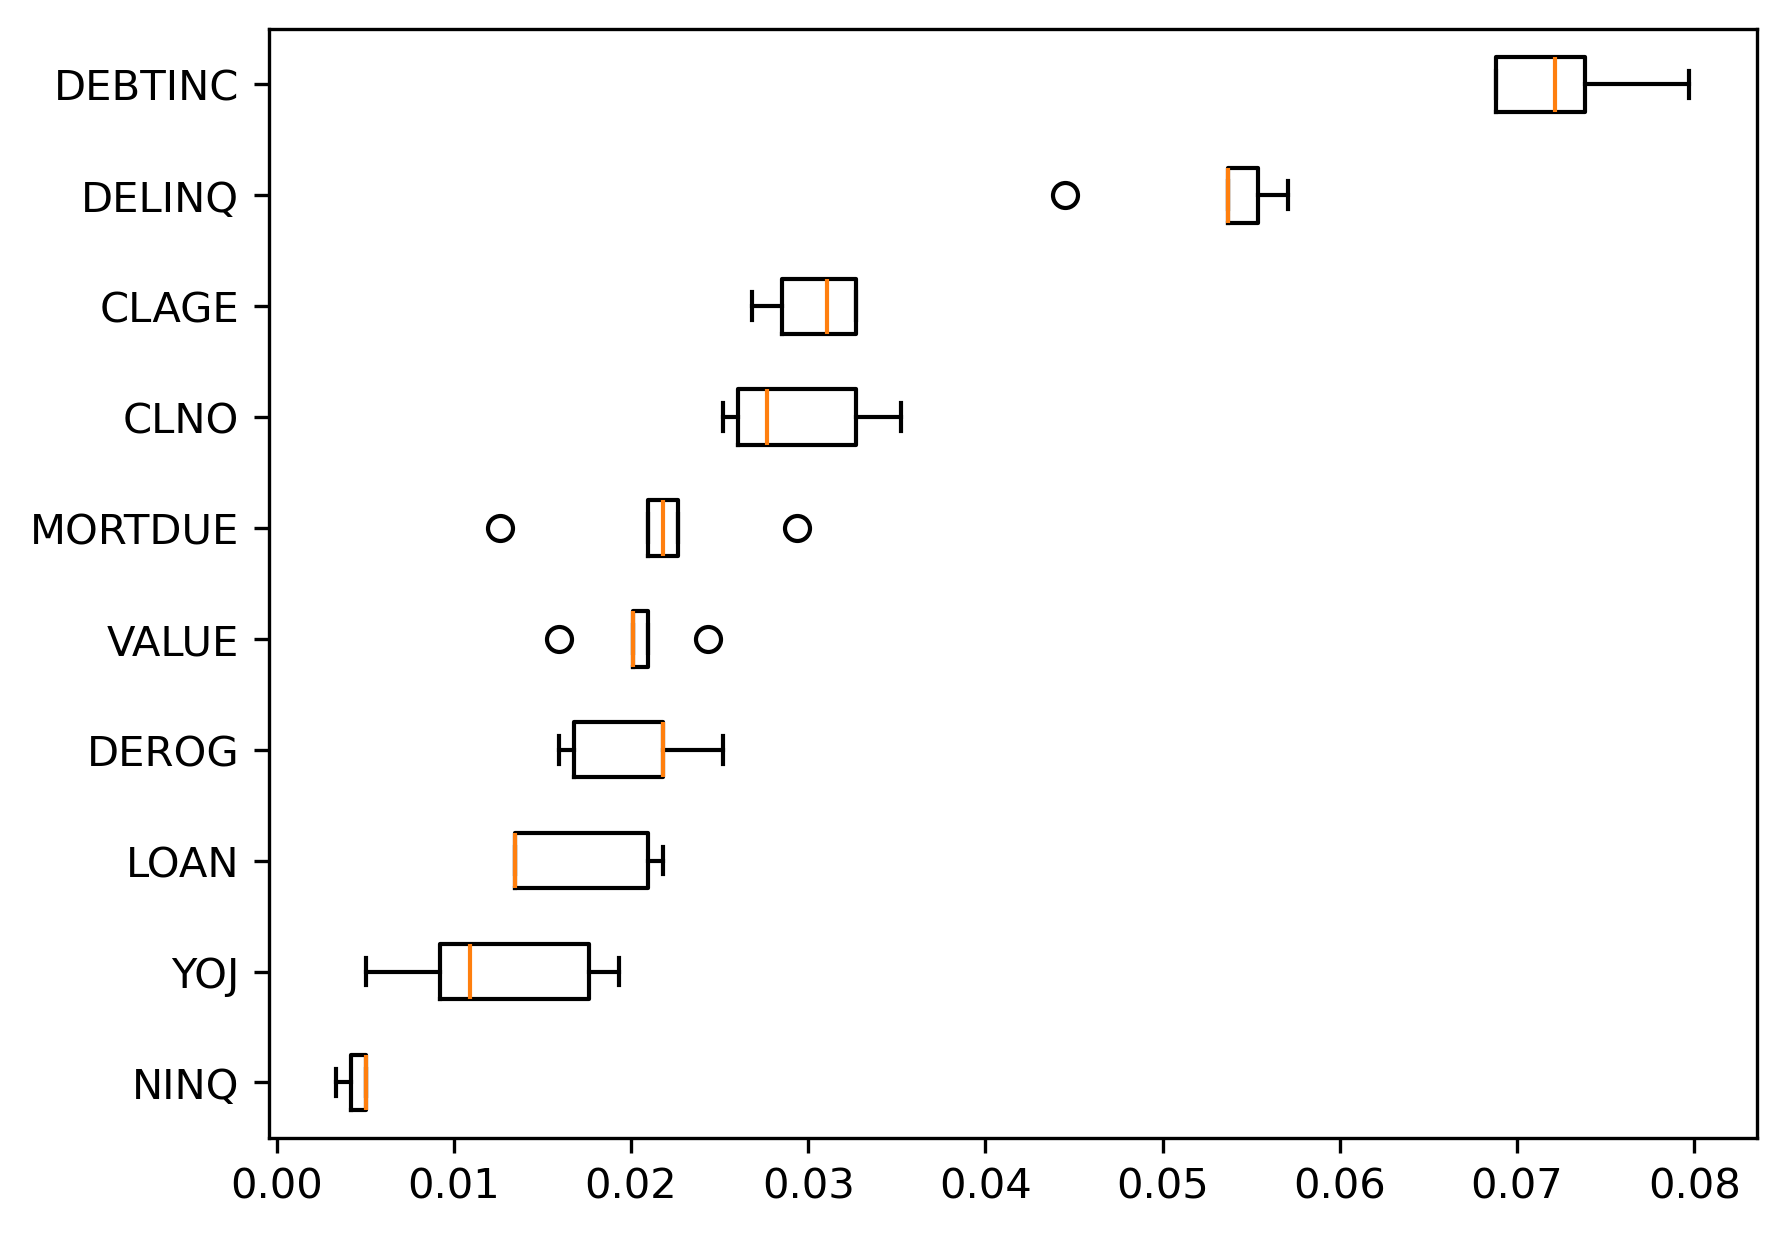 DEBTINC
DELINQ
CLAGE
CLNO
MORTDUE
VALUE
DEROG
LOAN
YOJ
NINQ
0.00 0.01 0.02 0.03 0.04 0.05 0.06 0.07 0.08